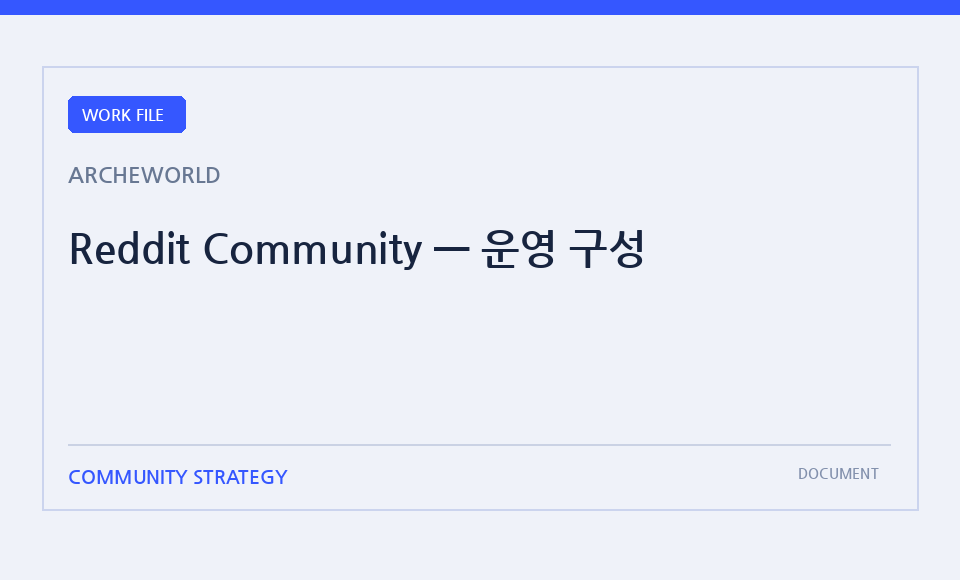 WORK FILE
ARCHEWORLD
Reddit Community — 운영 구성
COMMUNITY STRATEGY
DOCUMENT